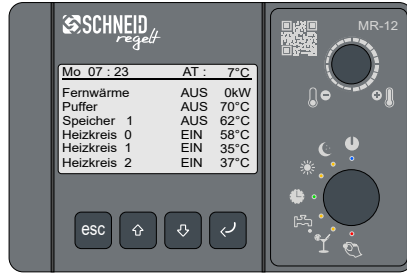 SCHNEID
regelt
MR-12
Mo 07 : 23 AT : 7°C
Fernwärme AUS 0kW
Puffer AUS 70°C
Speicher 1 AUS 62°C
Heizkreis 0 EIN 58°C
Heizkreis 1 EIN 35°C
Heizkreis 2 EIN 37°C
esc